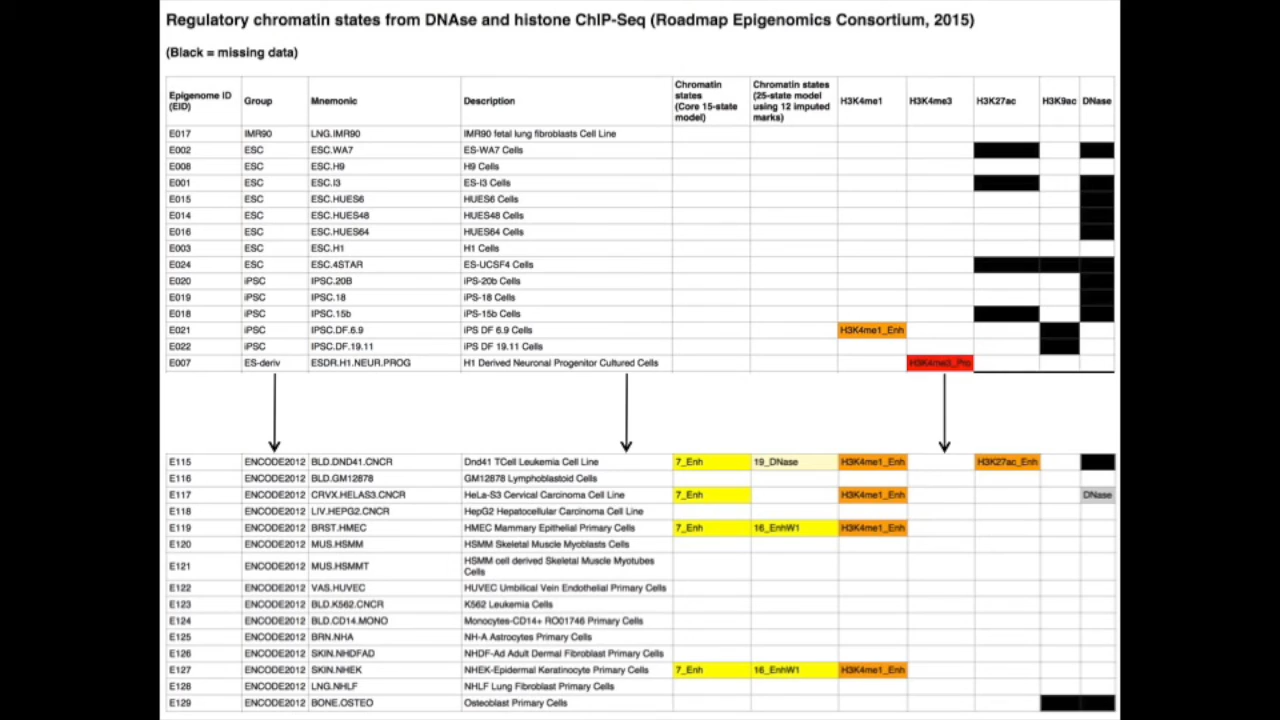 Regulatory chromatin states from DNAse and histone ChIP-Seq (Roadmap Epigenomics Consortium, 2015)
(Black = missing data)
Epigenome ID (EID) Group Mnemonic Description Chromatin states (Core 15-state model) Chromatin states (25-state model using 12 imputed marks) H3K4me1 H3K4me3 H3K27ac H3K9ac DNase
E017 IMR90 LNG.IMR90 IMR90 fetal lung fibroblasts Cell Line
E002 ESC ESC.WA7 ES-WA7 Cells
E008 ESC ESC.H9 H9 Cells
E001 ESC ESC.I3 ES-I3 Cells
E015 ESC ESC.HUES6 HUES6 Cells
E014 ESC ESC.HUES48 HUES48 Cells
E016 ESC ESC.HUES64 HUES64 Cells
E003 ESC ESC.H1 H1 Cells
E024 ESC ESC.4STAR ES-UCSF4 Cells
E020 iPSC IPSC.20B iPS-20b Cells
E019 iPSC IPSC.18 iPS-18 Cells
E018 iPSC IPSC.15b iPS-15b Cells
E021 iPSC IPSC.DF.6.9 iPS DF 6.9 Cells H3K4me1_Enh
E022 iPSC IPSC.DF.19.11 iPS DF 19.11 Cells
E007 ES-deriv ESDR.H1.NEUR.PROG H1 Derived Neuronal Progenitor Cultured Cells H3K4me3_Pro
E115 ENCODE2012 BLD.DND41.CNCR Dnd41 TCell Leukemia Cell Line 7_Enh 19_DNase H3K4me1_Enh H3K27ac_Enh
E116 ENCODE2012 BLD.GM12878 GM12878 Lymphoblastoid Cells
E117 ENCODE2012 CRVX.HELAS3.CNCR HeLa-S3 Cervical Carcinoma Cell Line 7_Enh H3K4me1_Enh DNase
E118 ENCODE2012 LIV.HEPG2.CNCR HepG2 Hepatocellular Carcinoma Cell Line
E119 ENCODE2012 BRST.HMEC HMEC Mammary Epithelial Primary Cells 7_Enh 16_EnhW1 H3K4me1_Enh
E120 ENCODE2012 MUS.HSMM HSMM Skeletal Muscle Myoblasts Cells
E121 ENCODE2012 MUS.HSMMT HSMM cell derived Skeletal Muscle Myotubes Cells
E122 ENCODE2012 VAS.HUVEC HUVEC Umbilical Vein Endothelial Primary Cells
E123 ENCODE2012 BLD.K562.CNCR K562 Leukemia Cells
E124 ENCODE2012 BLD.CD14.MONO Monocytes-CD14+ RO01746 Primary Cells
E125 ENCODE2012 BRN.NHA NH-A Astrocytes Primary Cells
E126 ENCODE2012 SKIN.NHDFAD NHDF-Ad Adult Dermal Fibroblast Primary Cells
E127 ENCODE2012 SKIN.NHEK NHEK-Epidermal Keratinocyte Primary Cells 7_Enh 16_EnhW1 H3K4me1_Enh
E128 ENCODE2012 LNG.NHLF NHLF Lung Fibroblast Primary Cells
E129 ENCODE2012 BONE.OSTEO Osteoblast Primary Cells